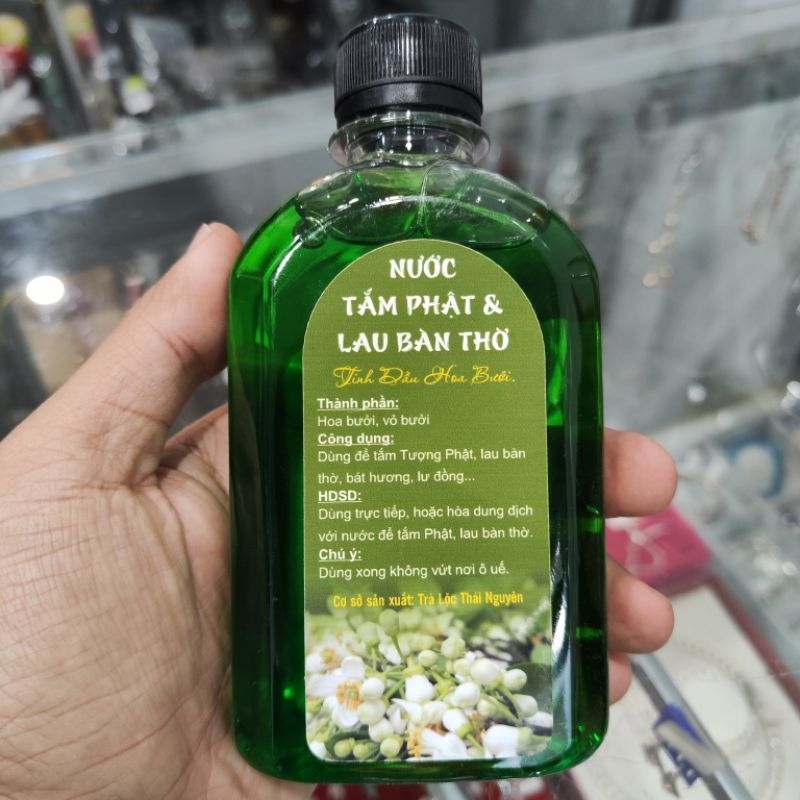 NƯỚC
TẮM PHẬT &
LAU BÀN THỜ
Tinh Dầu Hoa Bưởi.
Thành phần:
Hoa bưởi, vỏ bưởi
Công dụng:
Dùng để tắm Tượng Phật, lau bàn
thờ, bát hương, lư đồng...
HDSD:
Dùng trực tiếp, hoặc hòa dung dịch
với nước để tắm Phật, lau bàn thờ.
Chú ý:
Dùng xong không vứt nơi ô uế.
Cơ sở sản xuất: Trà Lộc Thái Nguyên